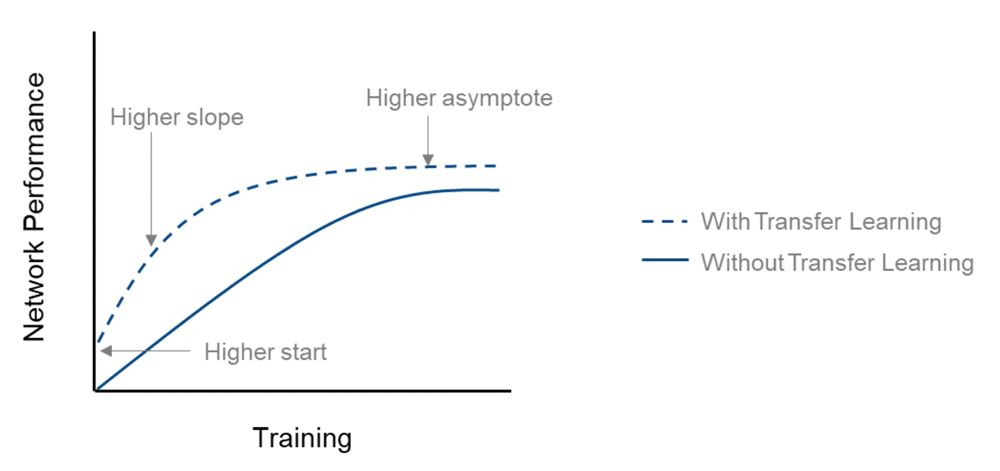 Network Performance
Higher slope
Higher asymptote
Higher start
Training
With Transfer Learning
Without Transfer Learning